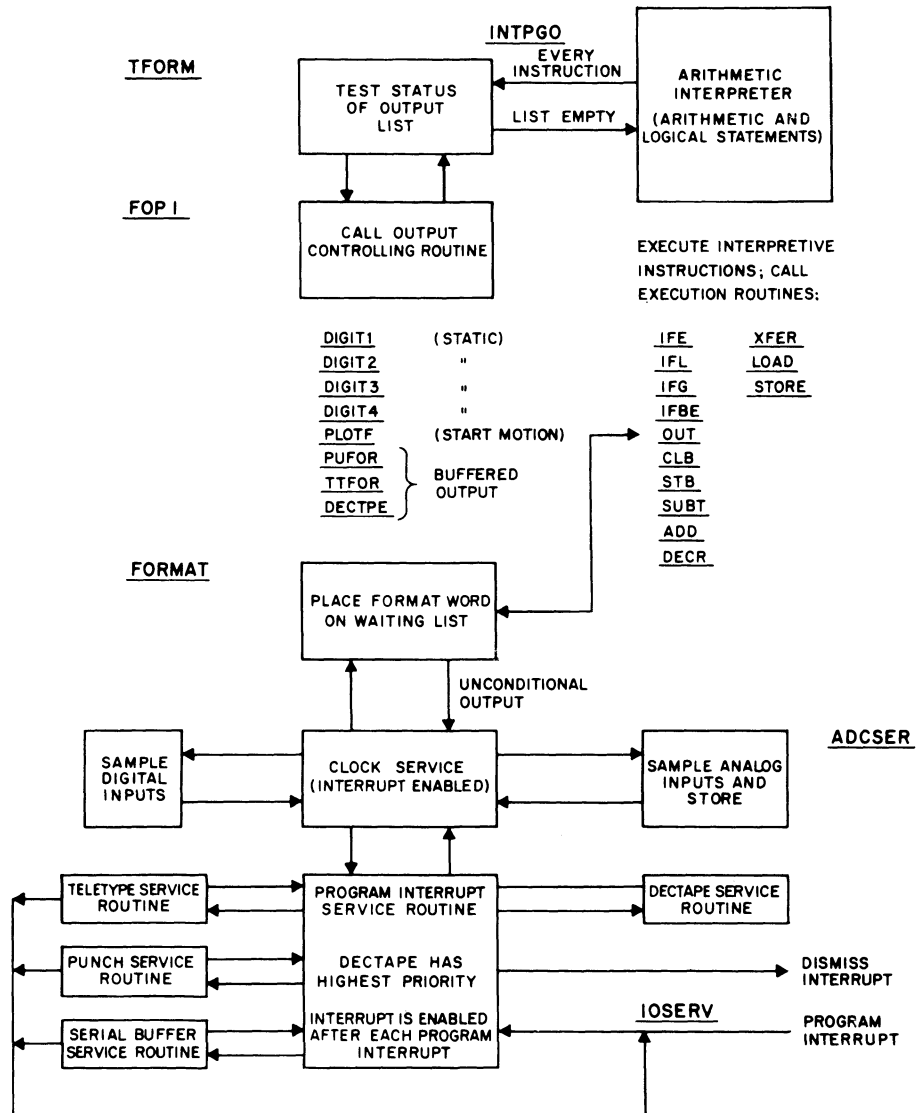 INTPGO
TFORM
TEST STATUS
OF OUTPUT
LIST
EVERY
INSTRUCTION
LIST EMPTY
ARITHMETIC
INTERPRETER
(ARITHMETIC AND
LOGICAL STATEMENTS)
FOP 1
CALL OUTPUT
CONTROLLING ROUTINE
EXECUTE INTERPRETIVE
INSTRUCTIONS; CALL
EXECUTION ROUTINES;
DIGIT1 (STATIC)
DIGIT2 "
DIGIT3 "
DIGIT4 "
PLOTF (START MOTION)
PUFOR
TTFOR
DECTPE
BUFFERED
OUTPUT
IFE XFER
IFL LOAD
IFG STORE
IFBE
OUT
CLB
STB
SUBT
ADD
DECR
FORMAT
PLACE FORMAT WORD
ON WAITING LIST
UNCONDITIONAL
OUTPUT
ADCSER
SAMPLE
DIGITAL
INPUTS
CLOCK SERVICE
(INTERRUPT ENABLED)
SAMPLE ANALOG
INPUTS AND
STORE
TELETYPE SERVICE
ROUTINE
PROGRAM INTERRUPT
SERVICE ROUTINE
DECTAPE SERVICE
ROUTINE
PUNCH SERVICE
ROUTINE
DECTAPE HAS
HIGHEST PRIORITY
DISMISS
INTERRUPT
SERIAL BUFFER
SERVICE ROUTINE
INTERRUPT IS ENABLED
AFTER EACH PROGRAM
INTERRUPT
IOSERV
PROGRAM
INTERRUPT